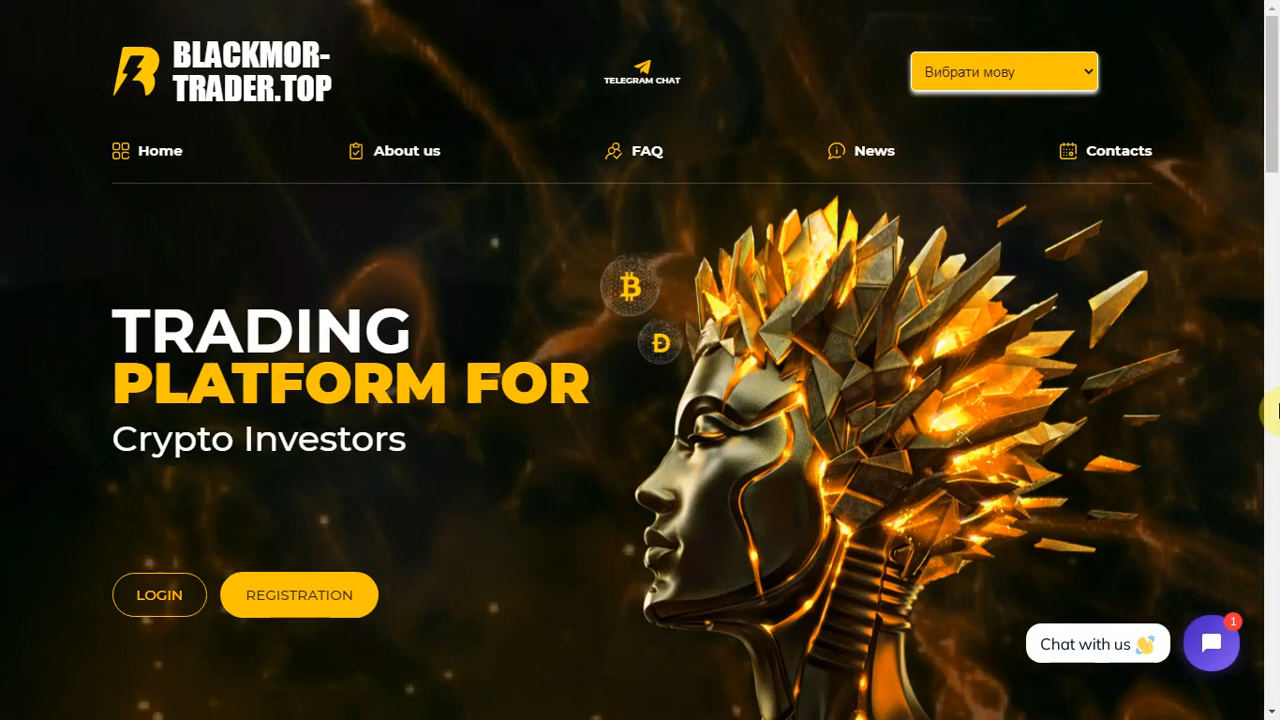 BLACKMOR-
TRADER.TOP
TELEGRAM CHAT
Вибрати мову
Home
About us
FAQ
News
Contacts
TRADING
PLATFORM FOR
Crypto Investors
LOGIN
REGISTRATION
Chat with us 👋
1